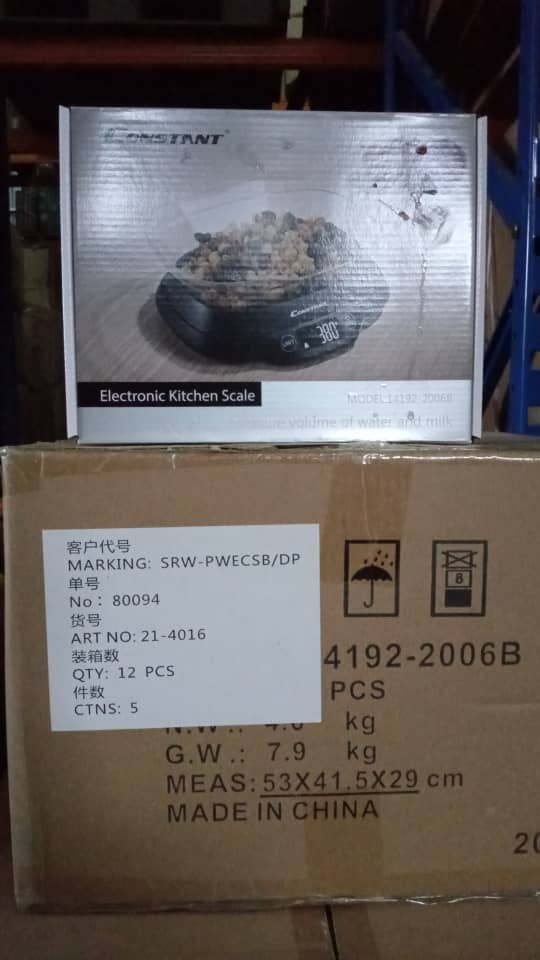 CONSTANT
CONSTANT
UNIT
380
Electronic Kitchen Scale
MODEL:14192-2006B
measure volume of water and milk
客户代号
MARKING: SRW-PWECSB/DP
单号
No: 80094
货号
ART NO: 21-4016
装箱数
QTY: 12 PCS
件数
CTNS: 5
8
4192-2006B
PCS
kg
G.W.: 7.9 kg
MEAS: 53X41.5X29 cm
MADE IN CHINA